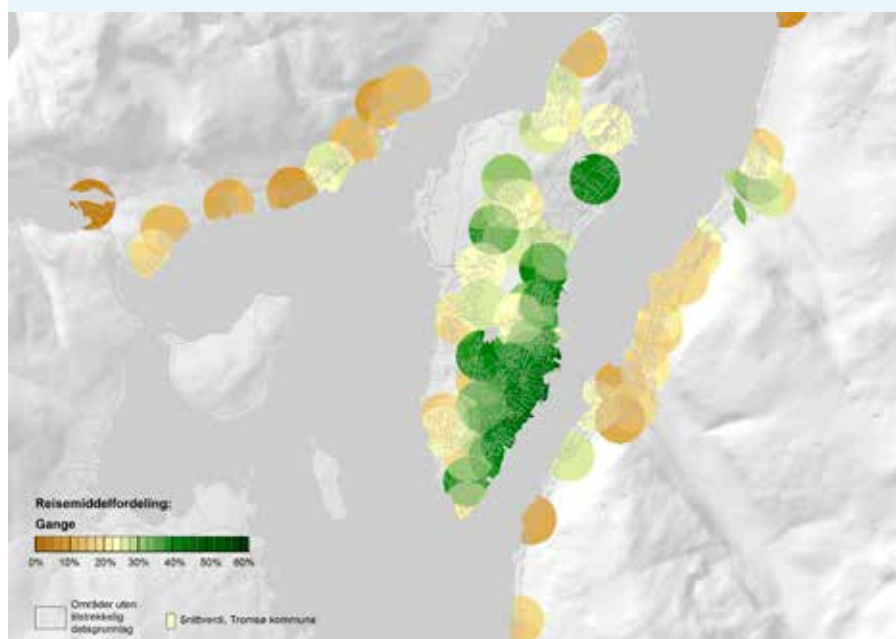 Reisemiddelfordeling:
Gange
0% 10% 20% 30% 40% 50% 60%
Områder uten
tilstrekkelig
datagrunnlag
Snittverdi, Tromsø kommune